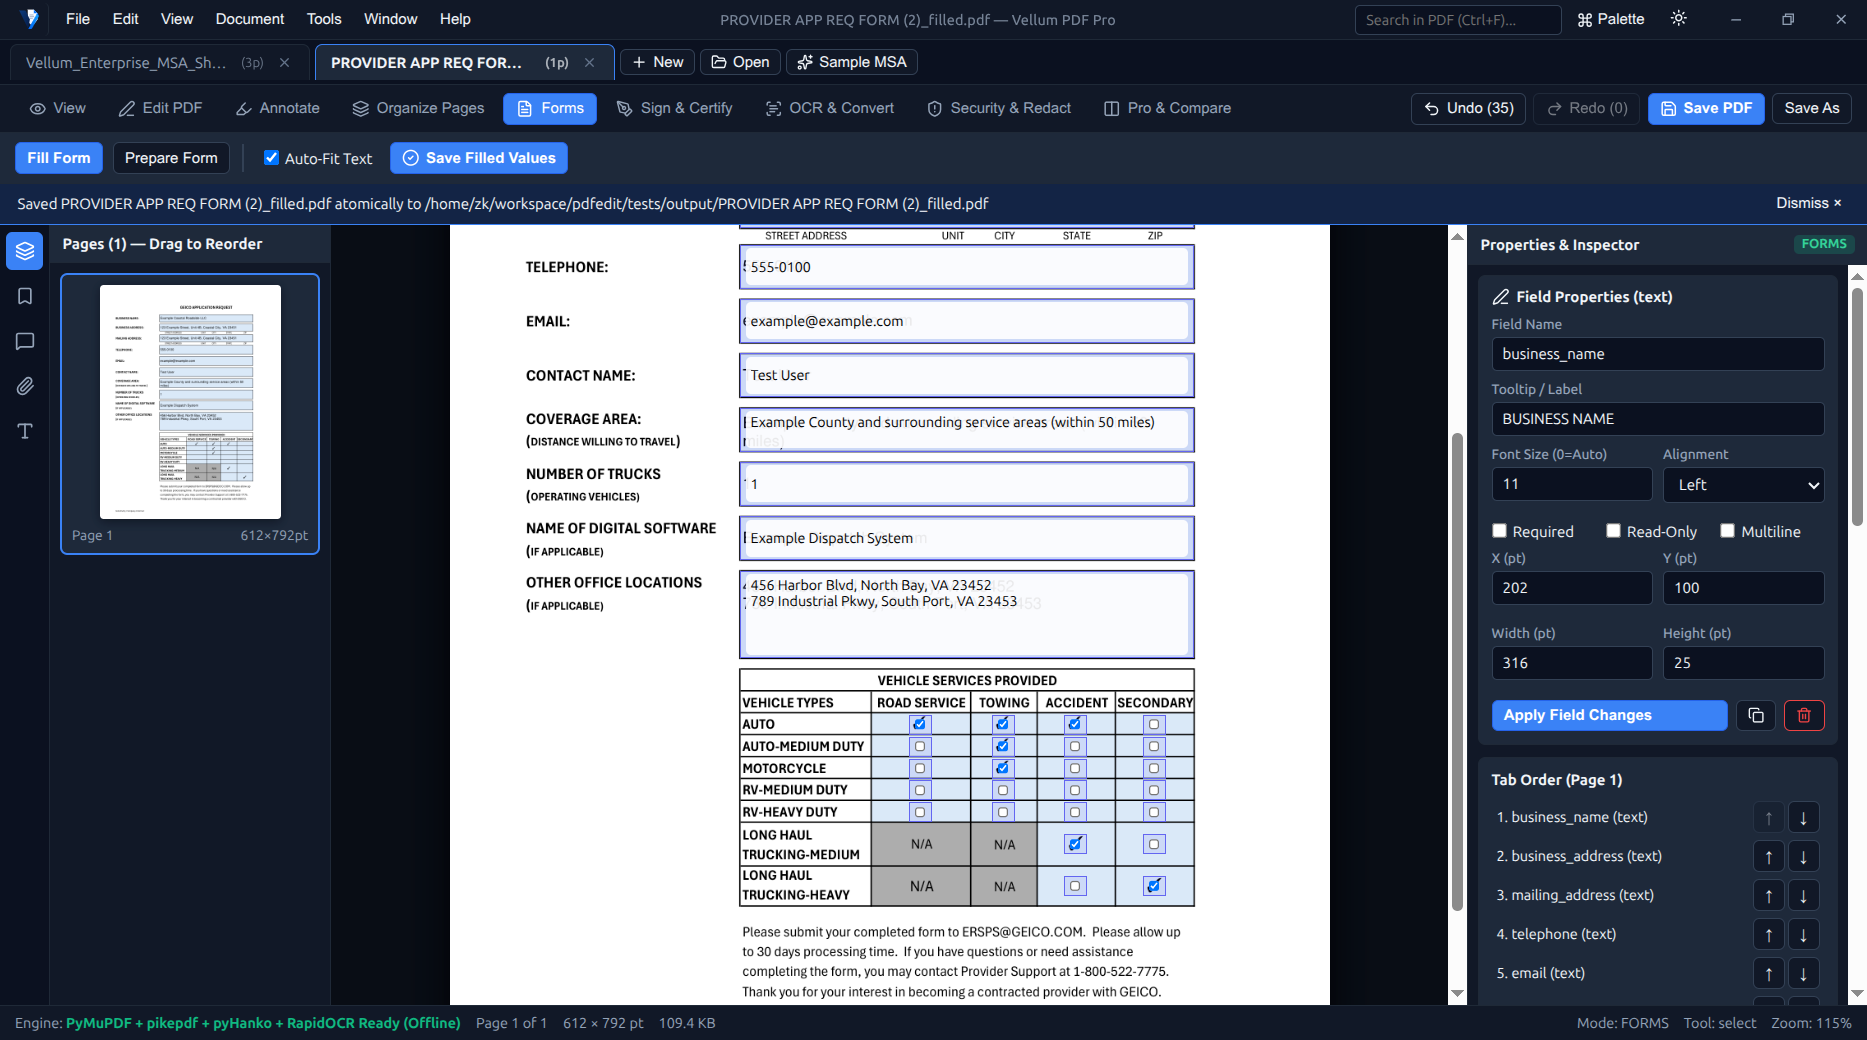 File Edit View Document Tools Window Help
PROVIDER APP REQ FORM (2)_filled.pdf — Vellum PDF Pro
Search in PDF (Ctrl+F)...
Palette
Vellum_Enterprise_MSA_Sh... (3p)
PROVIDER APP REQ FOR... (1p)
New
Open
Sample MSA
View
Edit PDF
Annotate
Organize Pages
Forms
Sign & Certify
OCR & Convert
Security & Redact
Pro & Compare
Undo (35)
Redo (0)
Save PDF
Save As
Fill Form
Prepare Form
Auto-Fit Text
Save Filled Values
Saved PROVIDER APP REQ FORM (2)_filled.pdf atomically to /home/zk/workspace/pdfedit/tests/output/PROVIDER APP REQ FORM (2)_filled.pdf
Dismiss ×
Pages (1) — Drag to Reorder
Page 1
612×792pt
STREET ADDRESS UNIT CITY STATE ZIP
TELEPHONE: 555-0100
EMAIL: example@example.com
CONTACT NAME: Test User
COVERAGE AREA: Example County and surrounding service areas (within 50 miles)
(DISTANCE WILLING TO TRAVEL) miles)
NUMBER OF TRUCKS
(OPERATING VEHICLES)
1
NAME OF DIGITAL SOFTWARE
(IF APPLICABLE)
Example Dispatch System
OTHER OFFICE LOCATIONS
(IF APPLICABLE)
456 Harbor Blvd, North Bay, VA 23452
789 Industrial Pkwy, South Port, VA 23453
VEHICLE SERVICES PROVIDED
VEHICLE TYPES ROAD SERVICE TOWING ACCIDENT SECONDARY
AUTO
AUTO-MEDIUM DUTY
MOTORCYCLE
RV-MEDIUM DUTY
RV-HEAVY DUTY
LONG HAUL
TRUCKING-MEDIUM
N/A N/A
LONG HAUL
TRUCKING-HEAVY
N/A N/A
Please submit your completed form to ERSPS@GEICO.COM. Please allow up
to 30 days processing time. If you have questions or need assistance
completing the form, you may contact Provider Support at 1-800-522-7775.
Thank you for your interest in becoming a contracted provider with GEICO.
Properties & Inspector
FORMS
Field Properties (text)
Field Name
business_name
Tooltip / Label
BUSINESS NAME
Font Size (0=Auto) Alignment
11 Left
Required Read-Only Multiline
X (pt) Y (pt)
202 100
Width (pt) Height (pt)
316 25
Apply Field Changes
Tab Order (Page 1)
1. business_name (text) ↑ ↓
2. business_address (text) ↑ ↓
3. mailing_address (text) ↑ ↓
4. telephone (text) ↑ ↓
5. email (text) ↑ ↓
Engine: PyMuPDF + pikepdf + pyHanko + RapidOCR Ready (Offline) Page 1 of 1 612 × 792 pt 109.4 KB
Mode: FORMS Tool: select Zoom: 115%